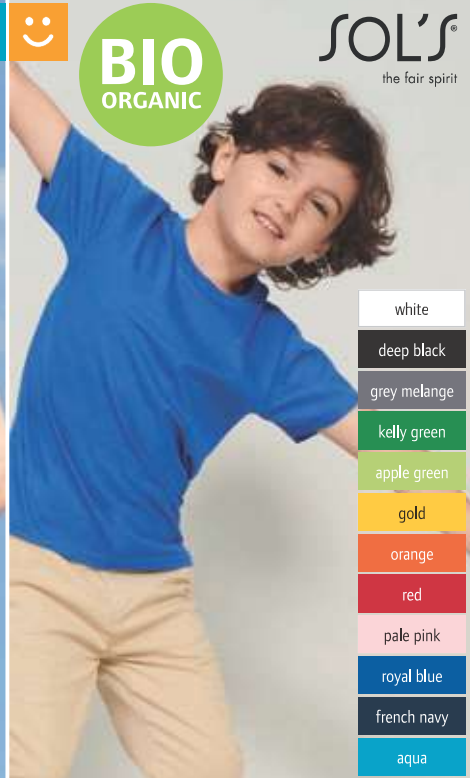 BIO
ORGANIC
SOL'S®
the fair spirit
white
deep black
grey melange
kelly green
apple green
gold
orange
red
pale pink
royal blue
french navy
aqua